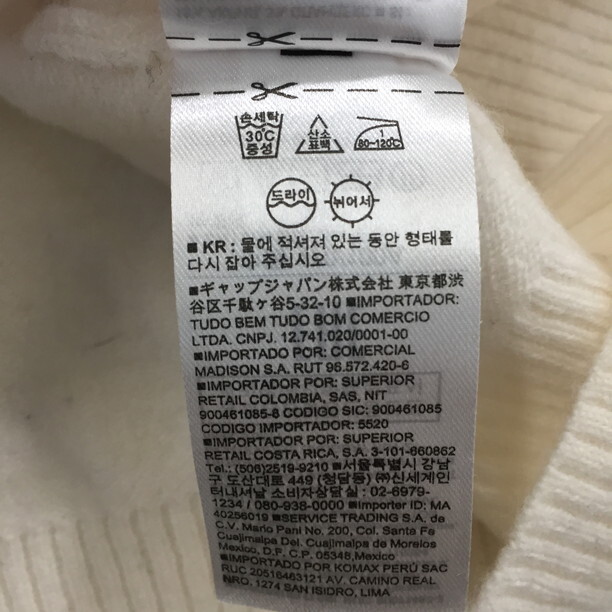 손세탁
30℃
중성
산소
표백
1
80~120℃
드라이
뉘어서
■ KR : 물에 적셔져 있는 동안 형태를
다시 잡아 주십시오
■ギャップジャパン株式会社 東京都渋
谷区千駄ヶ谷5-32-10 ■IMPORTADOR:
TUDO BEM TUDO BOM COMERCIO
LTDA. CNPJ. 12.741.020/0001-00
■IMPORTADO POR: COMERCIAL
MADISON S.A. RUT 96.572.420-6
■IMPORTADOR POR: SUPERIOR
RETAIL COLOMBIA, SAS, NIT
900461085-8 CODIGO SIC: 900461085
CODIGO IMPORTADOR: 5520
■IMPORTADOR POR: SUPERIOR
RETAIL COSTA RICA, S.A. 3-101-660862
Tel.: (506)2519-9210 ■서울특별시 강남
구 도산대로 449 (청담동) ㈜신세계인
터내셔날 소비자상담실 : 02-6979-
1234 / 080-938-0000 ■Importer ID: MA
40256019 ■SERVICE TRADING S.A. de
C.V. Mario Pani No. 200, Col. Santa Fe
Cuajimalpa Del. Cuajimalpa de Morelos
Mexico, D.F. C.P. 05348,Mexico
■IMPORTADO POR KOMAX PERÚ SAC
RUC 20516463121 AV. CAMINO REAL
NRO. 1274 SAN ISIDRO, LIMA